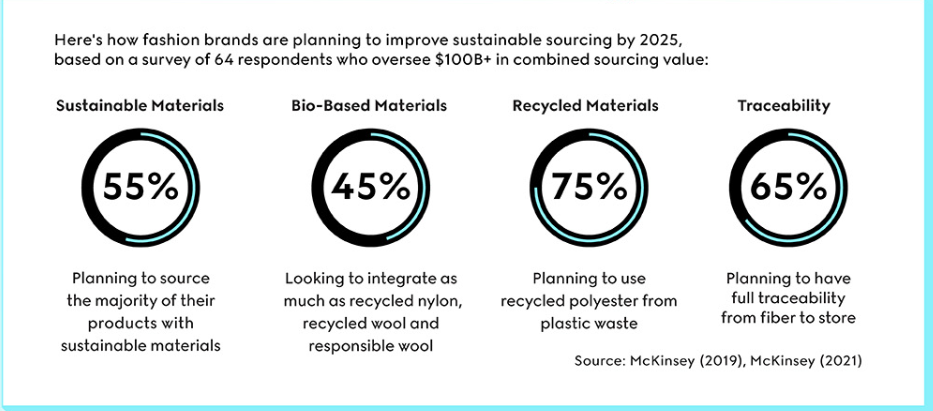 Here's how fashion brands are planning to improve sustainable sourcing by 2025,
based on a survey of 64 respondents who oversee $100B+ in combined sourcing value:
Sustainable Materials
55%
Planning to source
the majority of their
products with
sustainable materials
Bio-Based Materials
45%
Looking to integrate as
much as recycled nylon,
recycled wool and
responsible wool
Recycled Materials
75%
Planning to use
recycled polyester from
plastic waste
Traceability
65%
Planning to have
full traceability
from fiber to store
Source: McKinsey (2019), McKinsey (2021)